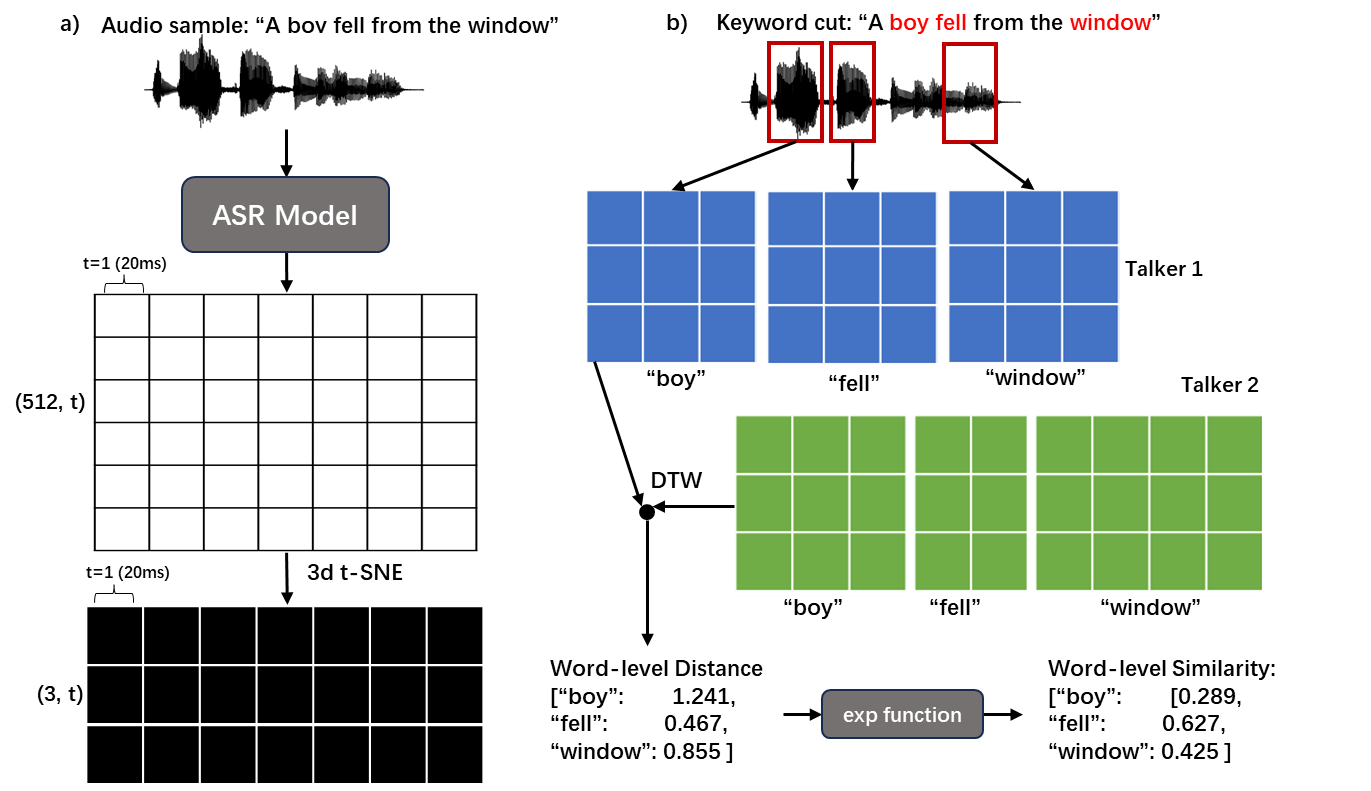 a) Audio sample: “A boy fell from the window”
ASR Model
t=1 (20ms)
(512, t)
3d t-SNE
t=1 (20ms)
(3, t)
b) Keyword cut: “A boy fell from the window”
Talker 1
“boy” “fell” “window”
Talker 2
DTW
“boy” “fell” “window”
Word-level Distance
[“boy”: 1.241,
“fell”: 0.467,
“window”: 0.855 ]
exp function
Word-level Similarity:
[“boy”: [0.289,
“fell”: 0.627,
“window”: 0.425 ]